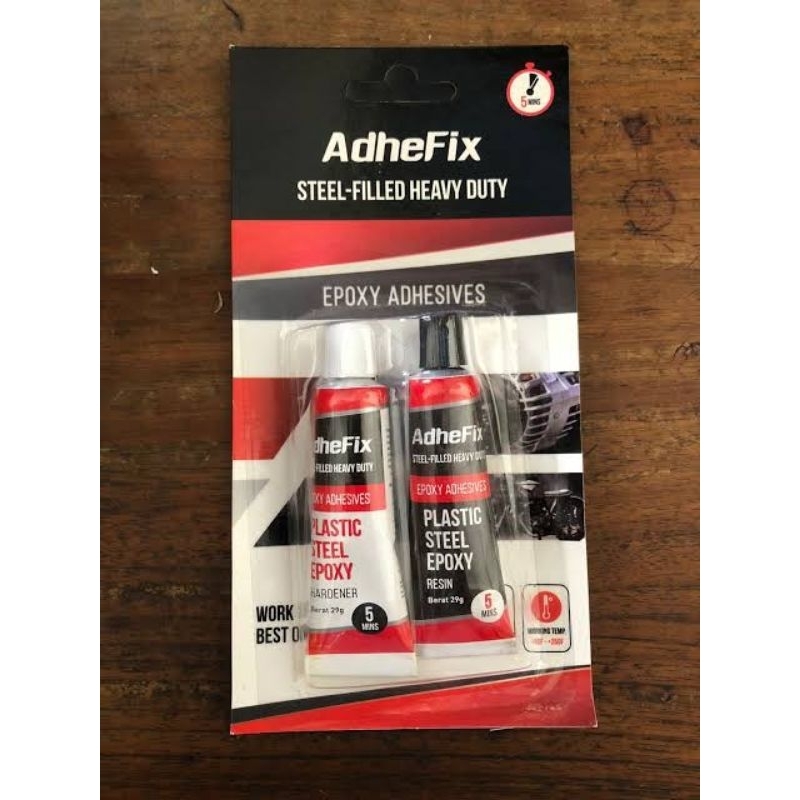 5 MINS
AdheFix
STEEL-FILLED HEAVY DUTY
EPOXY ADHESIVES
dheFix
-FILLED HEAVY DUTY
OXY ADHESIVES
PLASTIC
STEEL
EPOXY
HARDENER
Berat 29g
5
MINS
AdheFix
STEEL-FILLED HEAVY DUTY
EPOXY ADHESIVES
PLASTIC
STEEL
EPOXY
RESIN
Berat 29g
5
MINS
WORK
BEST
WORKING TEMP.